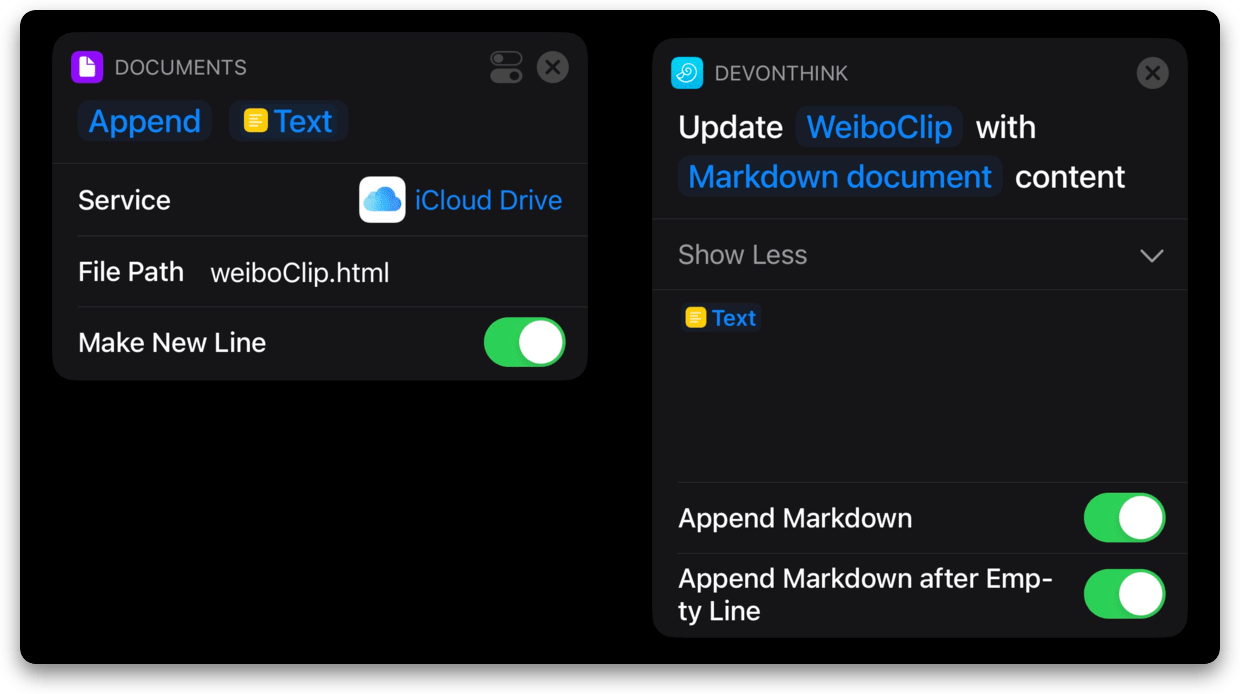 DOCUMENTS
Append Text
Service iCloud Drive
File Path weiboClip.html
Make New Line
DEVONTHINK
Update WeiboClip with
Markdown document content
Show Less
Text
Append Markdown
Append Markdown after Emp-
ty Line